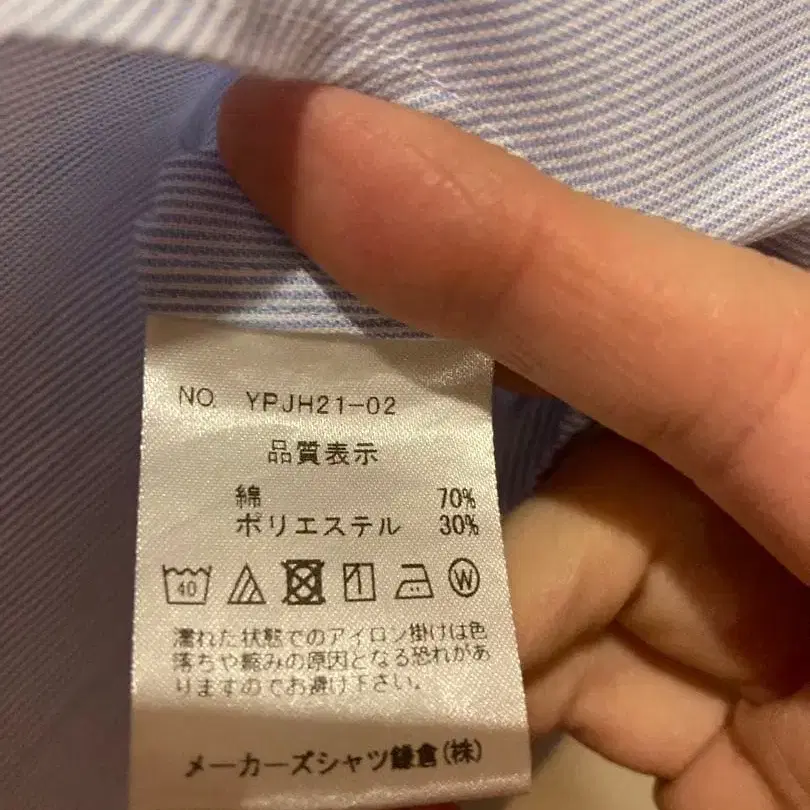 NO. YPJH21-02
品質表示
綿 70%
ポリエステル 30%
40 W
濡れた状態でのアイロン掛けは色
落ちや縮みの原因となる恐れがあ
りますのでお避け下さい。
メーカーズシャツ鎌倉(株)